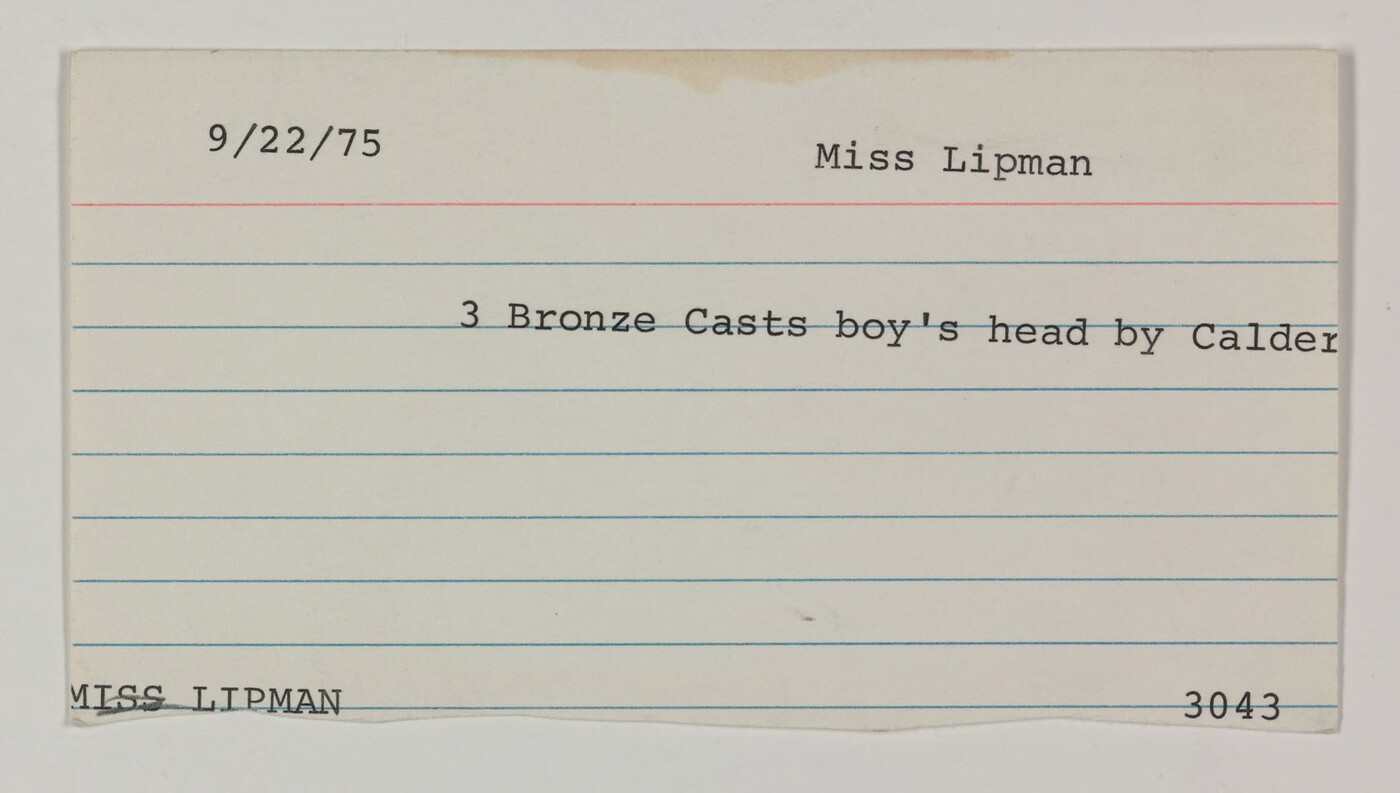 9/22/75
Miss Lipman
3 Bronze Casts boy's head by Calder
MISS LIPMAN
3043